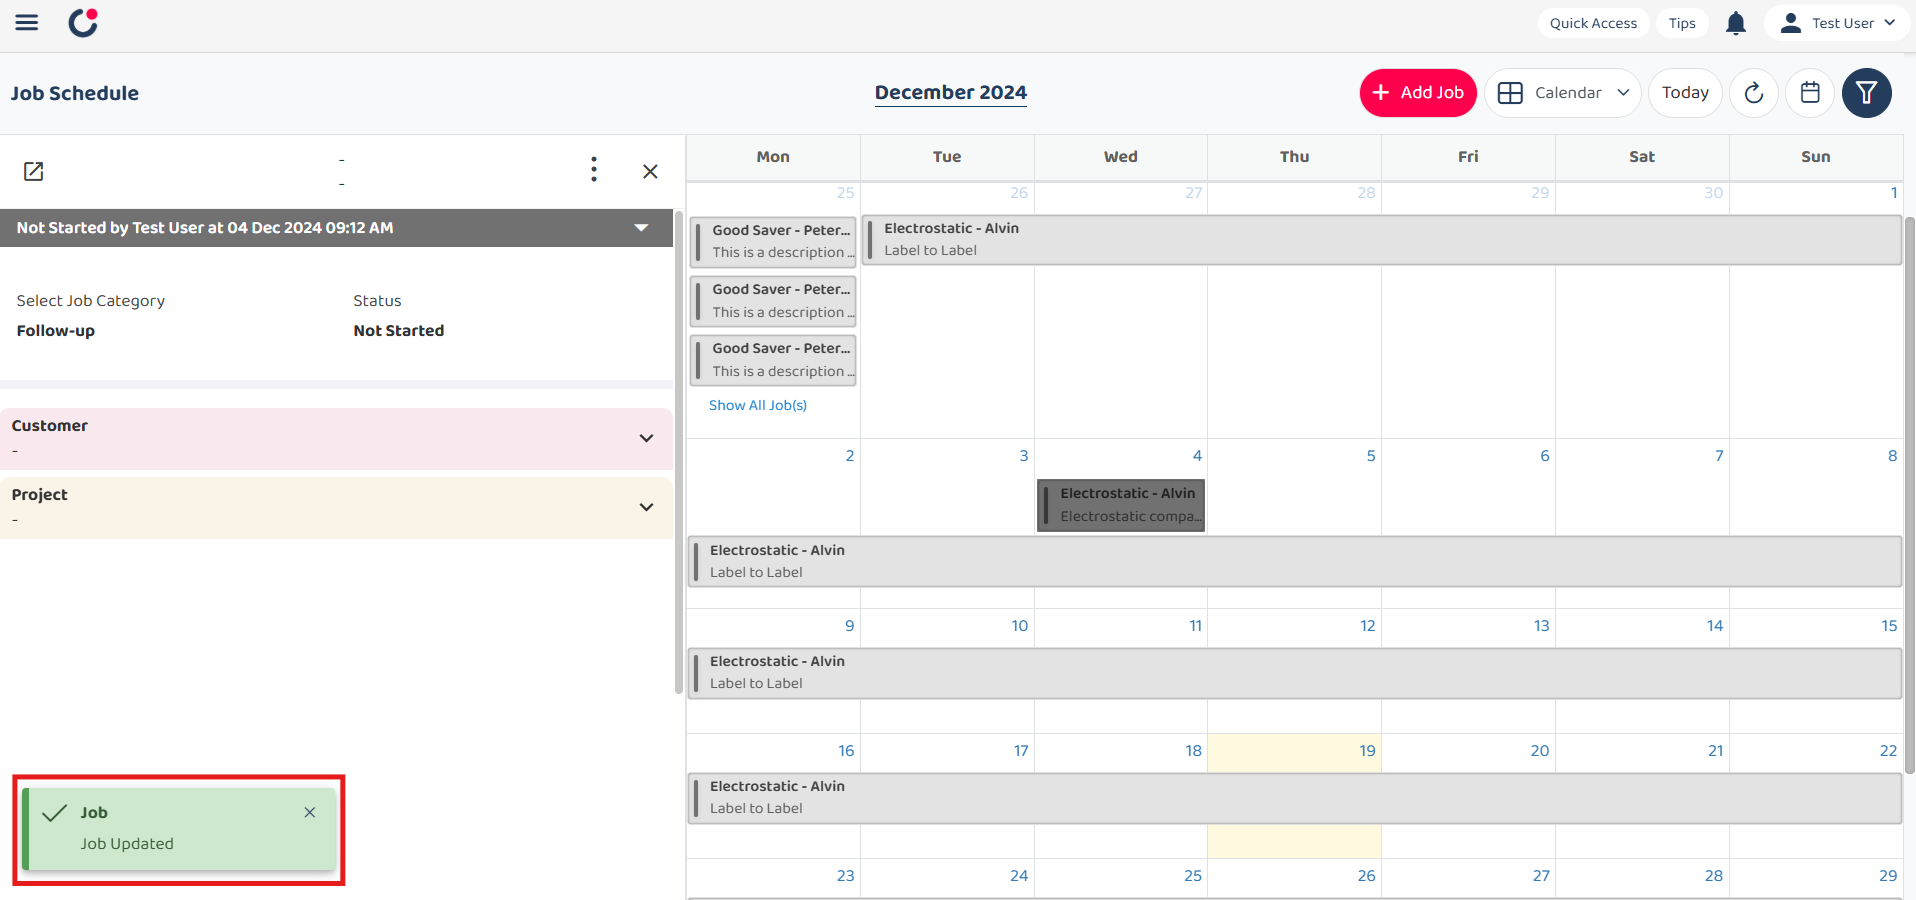 Quick Access
Tips
Test User
Job Schedule
December 2024
+ Add Job
Calendar
Today
-
-
Not Started by Test User at 04 Dec 2024 09:12 AM
Select Job Category
Status
Follow-up
Not Started
Customer
-
Project
-
Job
Job Updated
Mon Tue Wed Thu Fri Sat Sun
25 26 27 28 29 30 1
Good Saver - Peter...
This is a description ...
Electrostatic - Alvin
Label to Label
Good Saver - Peter...
This is a description ...
Good Saver - Peter...
This is a description ...
Show All Job(s)
2 3 4 5 6 7 8
Electrostatic - Alvin
Electrostatic compa...
Electrostatic - Alvin
Label to Label
9 10 11 12 13 14 15
Electrostatic - Alvin
Label to Label
16 17 18 19 20 21 22
Electrostatic - Alvin
Label to Label
23 24 25 26 27 28 29